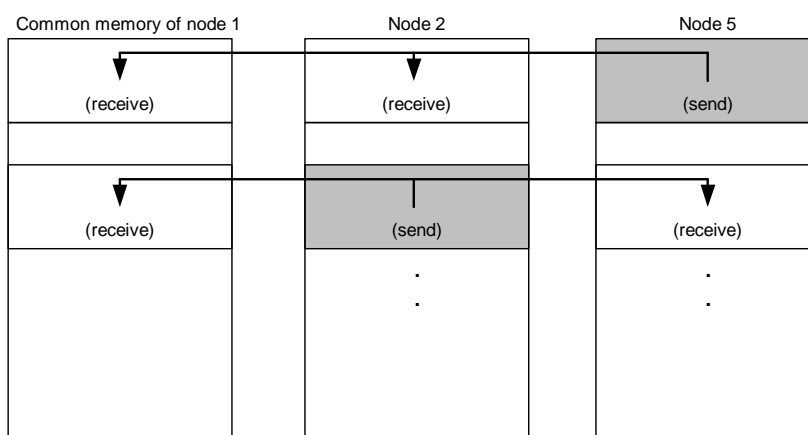 Common memory of node 1 Node 2 Node 5
(receive) (receive) (send)
(receive) (send) (receive)
. .
. .